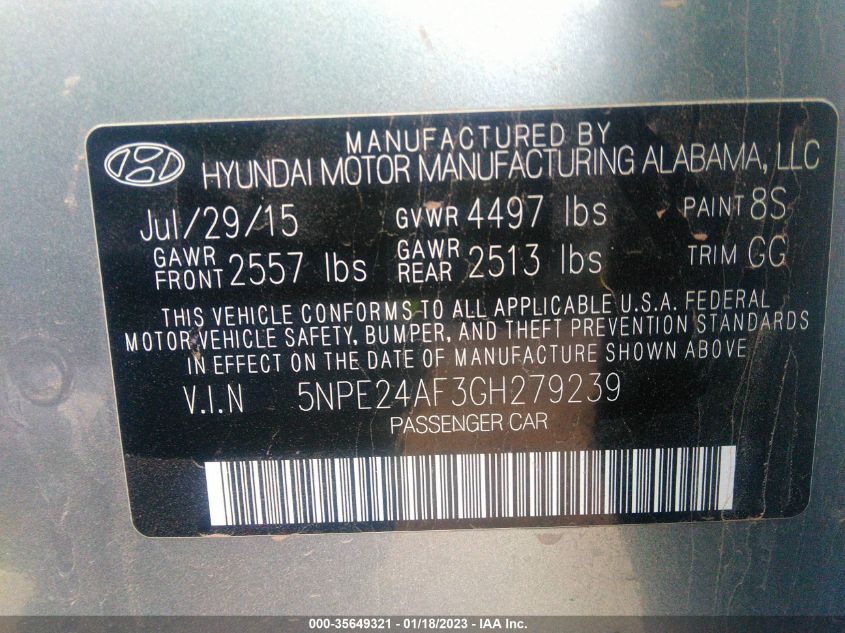 MANUFACTURED BY
HYUNDAI MOTOR MANUFACTURING ALABAMA, LLC
Jul/29/15 GVWR 4497 lbs PAINT 8S
GAWR FRONT 2557 lbs GAWR REAR 2513 lbs TRIM GG
THIS VEHICLE CONFORMS TO ALL APPLICABLE U.S.A. FEDERAL
MOTOR VEHICLE SAFETY, BUMPER, AND THEFT PREVENTION STANDARDS
IN EFFECT ON THE DATE OF MANUFACTURE SHOWN ABOVE
V.I.N 5NPE24AF3GH279239
PASSENGER CAR
000-35649321 - 01/18/2023 - IAA Inc.